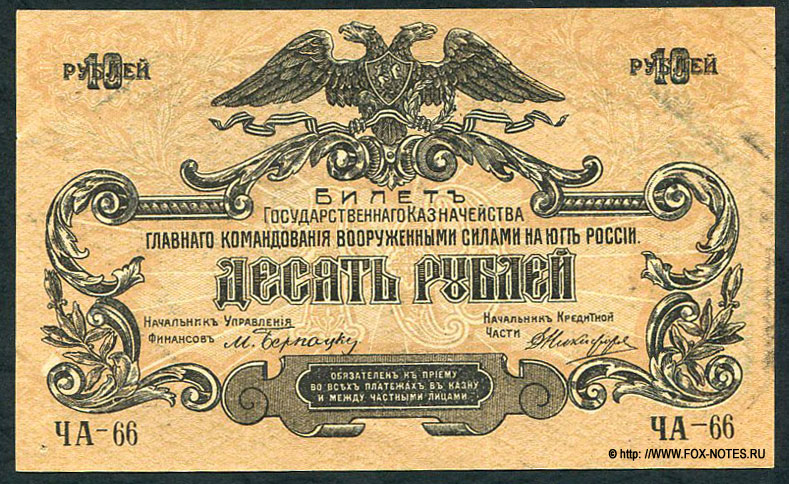 10 РУБЛЕЙ
10 РУБЛЕЙ
БИЛЕТЪ
ГОСУДАРСТВЕННАГО КАЗНАЧЕЙСТВА
ГЛАВНАГО КОМАНДОВАНІЯ ВООРУЖЕННЫМИ СИЛАМИ НА ЮГѢ РОССІИ.
ДЕСЯТЬ РУБЛЕЙ
НАЧАЛЬНИКЪ УПРАВЛЕНІЯ
ФИНАНСОВЪ
НАЧАЛЬНИКЪ КРЕДИТНОЙ
ЧАСТИ
ОБЯЗАТЕЛЕНЪ КЪ ПРІЕМУ
ВО ВСѢХЪ ПЛАТЕЖАХЪ ВЪ КАЗНУ
И МЕЖДУ ЧАСТНЫМИ ЛИЦАМИ
ЧА-66
ЧА-66
© http: //WWW.FOX-NOTES.RU